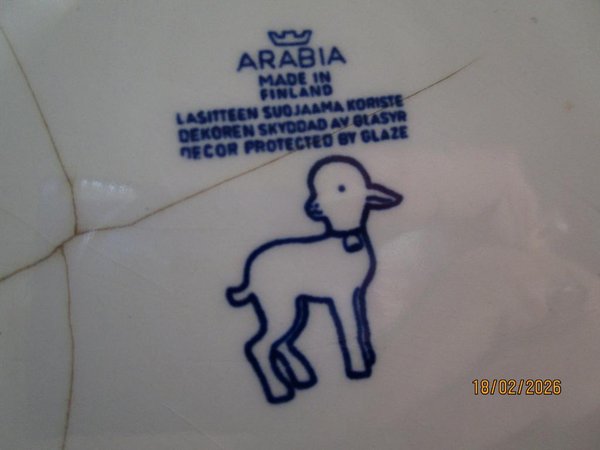 ARABIA
MADE IN
FINLAND
LASITTEEN SUOJAAMA KORISTE
DEKOREN SKYDDAD AV GLASYR
DECOR PROTECTED BY GLAZE
18/02/2026